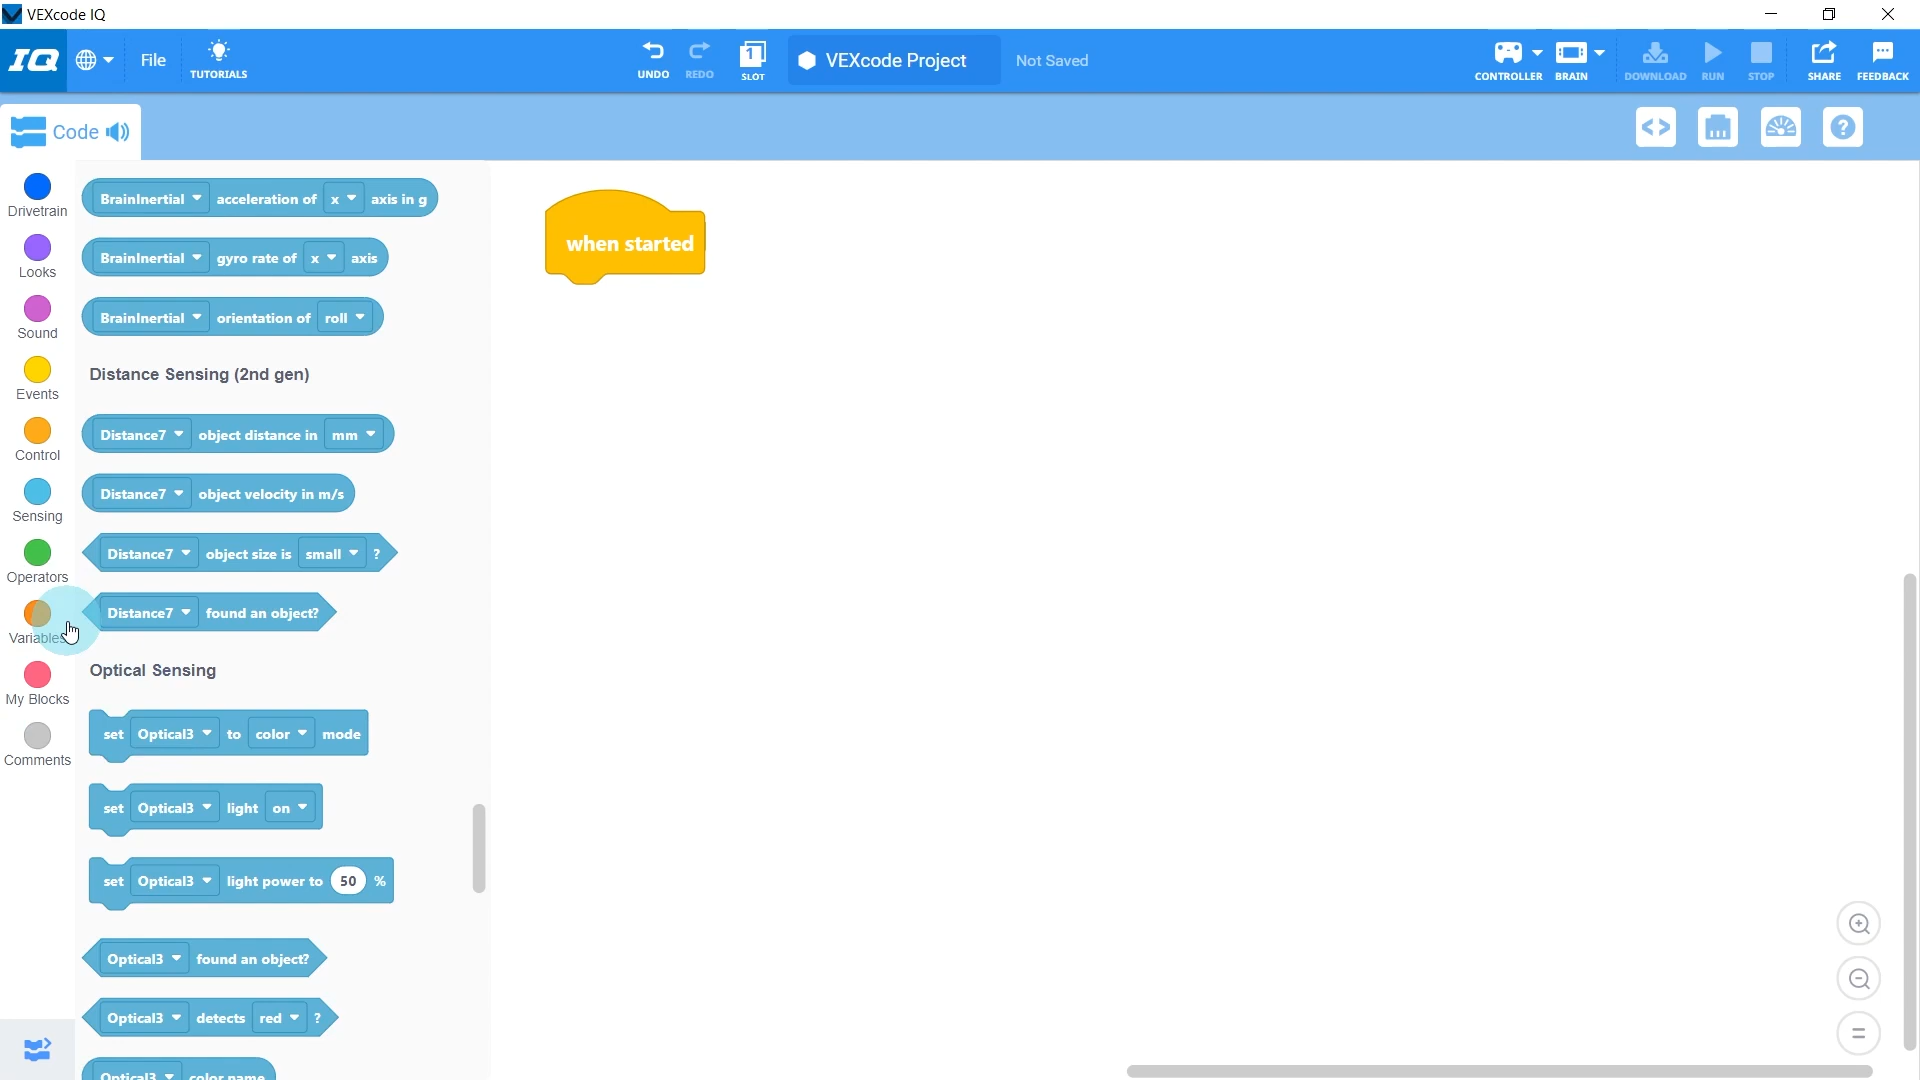 VEXcode IQ
IQ File TUTORIALS UNDO REDO 1 SLOT VEXcode Project Not Saved CONTROLLER BRAIN DOWNLOAD RUN STOP SHARE FEEDBACK
Code
Drivetrain
Looks
Sound
Events
Control
Sensing
Operators
Variables
My Blocks
Comments
BrainInertial acceleration of x axis in g
BrainInertial gyro rate of x axis
BrainInertial orientation of roll
Distance Sensing (2nd gen)
Distance7 object distance in mm
Distance7 object velocity in m/s
Distance7 object size is small ?
Distance7 found an object?
Optical Sensing
set Optical3 to color mode
set Optical3 light on
set Optical3 light power to 50 %
Optical3 found an object?
Optical3 detects red ?
Optical3 color name
when started